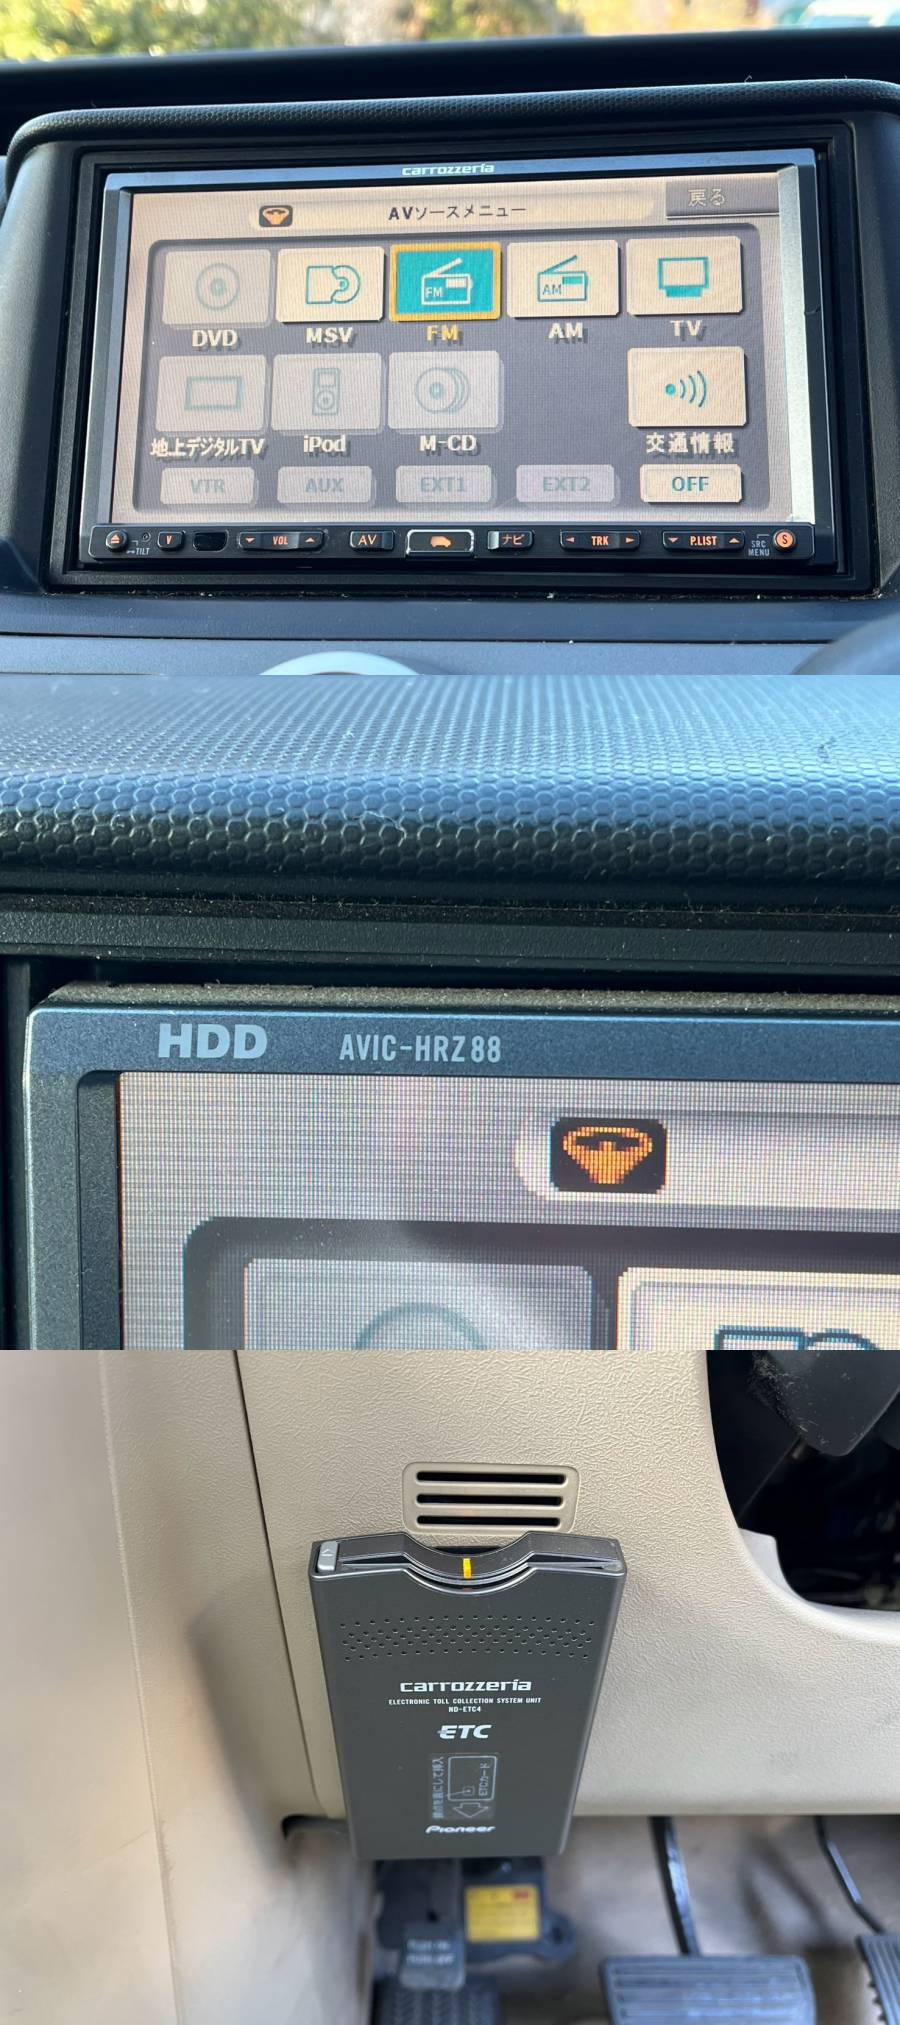 carrozzeria
AVソースメニュー
戻る
FM
AM
DVD
MSV
FM
AM
TV
地上デジタルTV
iPod
M-CD
交通情報
VTR
AUX
EXT1
EXT2
OFF
TILT
V
VOL
AV
ナビ
TRK
P.LIST
SRC
MENU
S
HDD
AVIC-HRZ88
carrozzeria
ELECTRONIC TOLL COLLECTION SYSTEM UNIT
ND-ETC4
ETC
ETCカード
Pioneer